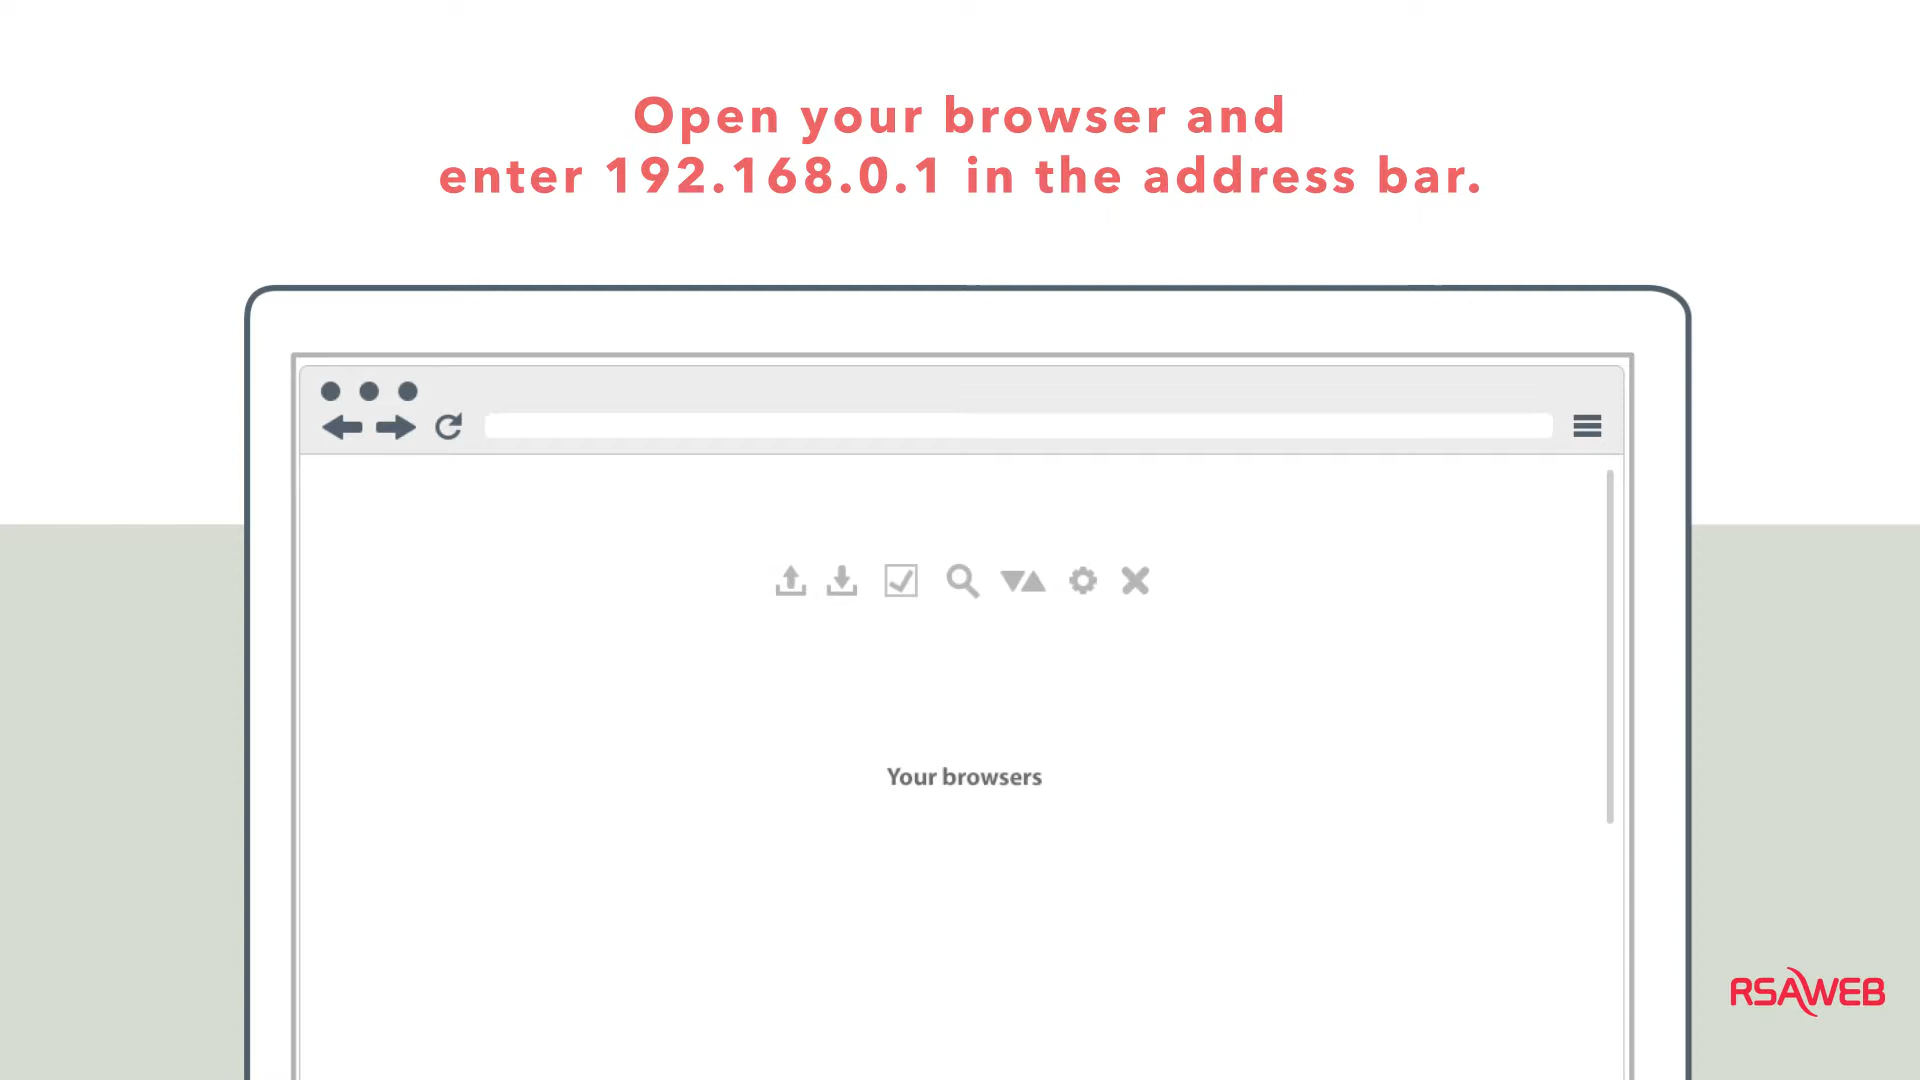 Open your browser and
enter 192.168.0.1 in the address bar.
Your browsers
RSAWEB